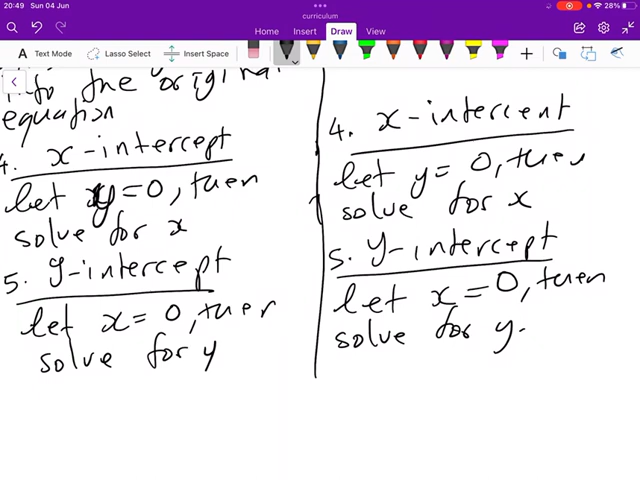 20:49 Sun 04 Jun
28%
curriculum
Home Insert Draw View
Text Mode Lasso Select Insert Space
the original
equation
4. x-intercept
let y=0, then
solve for x
5. y-intercept
let x=0, then
solve for y
4. x-intercent
let y=0, then
solve for x
5. y-intercept
let x=0, then
solve for y.